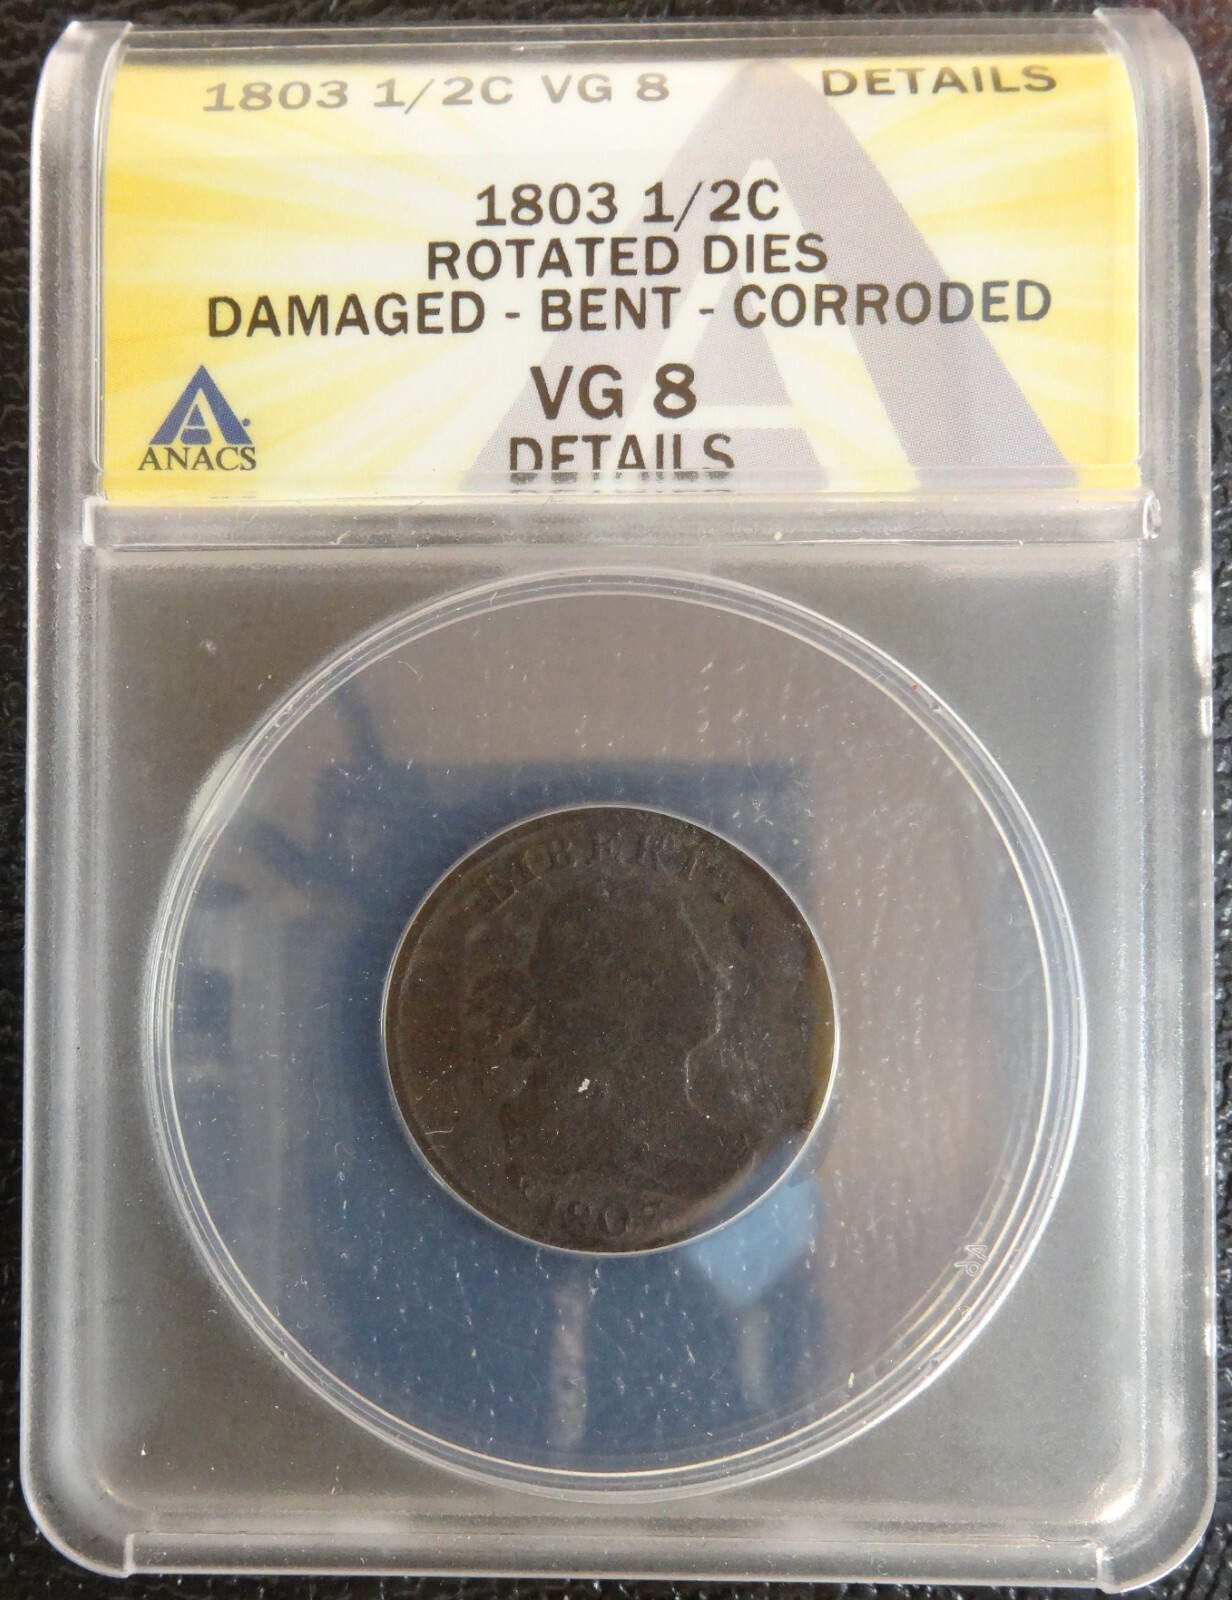 1803 1/2C VG 8 DETAILS
1803 1/2C
ROTATED DIES
DAMAGED - BENT - CORRODED
VG 8
DETAILS
ANACS
LIBERTY
1803